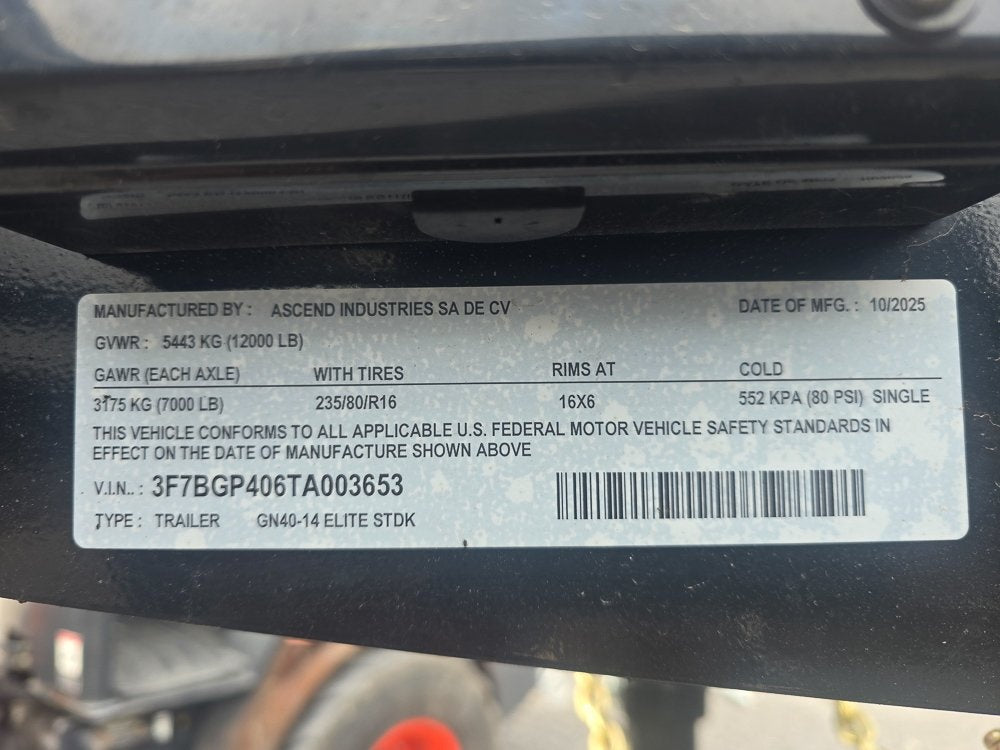 MANUFACTURED BY : ASCEND INDUSTRIES SA DE CV DATE OF MFG. : 10/2025
GVWR : 5443 KG (12000 LB)
GAWR (EACH AXLE) WITH TIRES RIMS AT COLD
3175 KG (7000 LB) 235/80/R16 16X6 552 KPA (80 PSI) SINGLE
THIS VEHICLE CONFORMS TO ALL APPLICABLE U.S. FEDERAL MOTOR VEHICLE SAFETY STANDARDS IN
EFFECT ON THE DATE OF MANUFACTURE SHOWN ABOVE
V.I.N.. : 3F7BGP406TA003653
TYPE : TRAILER GN40-14 ELITE STDK